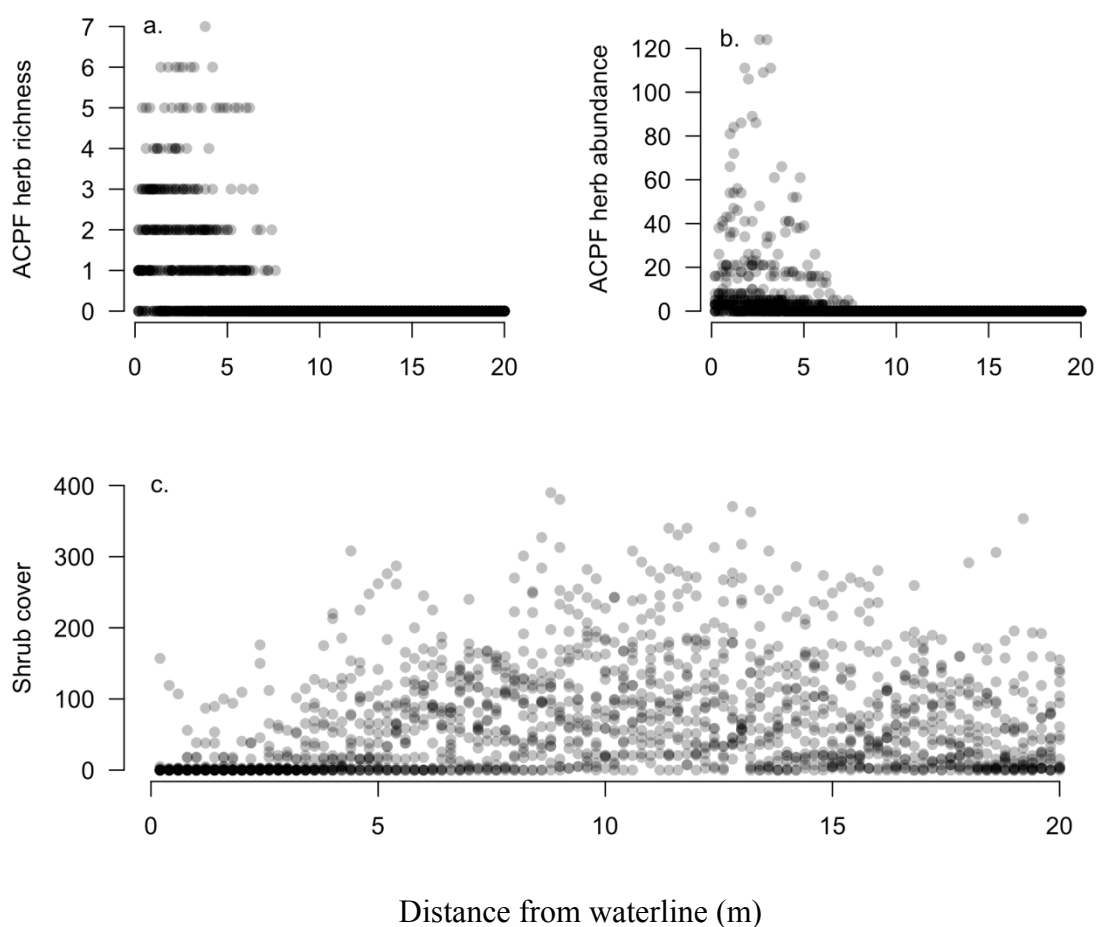 a.
ACPF herb richness
7
6
5
4
3
2
1
0
0 5 10 15 20
b.
ACPF herb abundance
120
100
80
60
40
20
0
0 5 10 15 20
c.
Shrub cover
400
300
200
100
0
0 5 10 15 20
Distance from waterline (m)